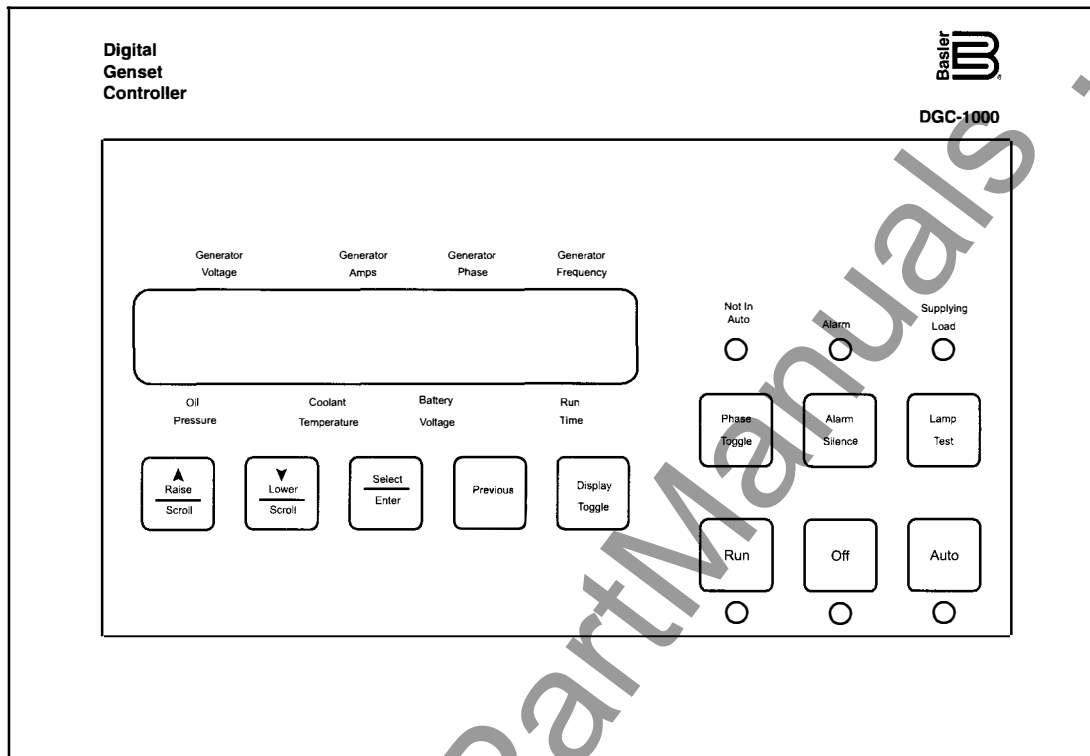 Digital
Genset
Controller
Basler
B
DGC-1000
Generator
Voltage
Generator
Amps
Generator
Phase
Generator
Frequency
Oil
Pressure
Coolant
Temperature
Battery
Voltage
Run
Time
Raise
Scroll
Lower
Scroll
Select
Enter
Previous
Display
Toggle
Not In
Auto
Alarm
Supplying
Load
Phase
Toggle
Alarm
Silence
Lamp
Test
Run
Off
Auto
PartManuals